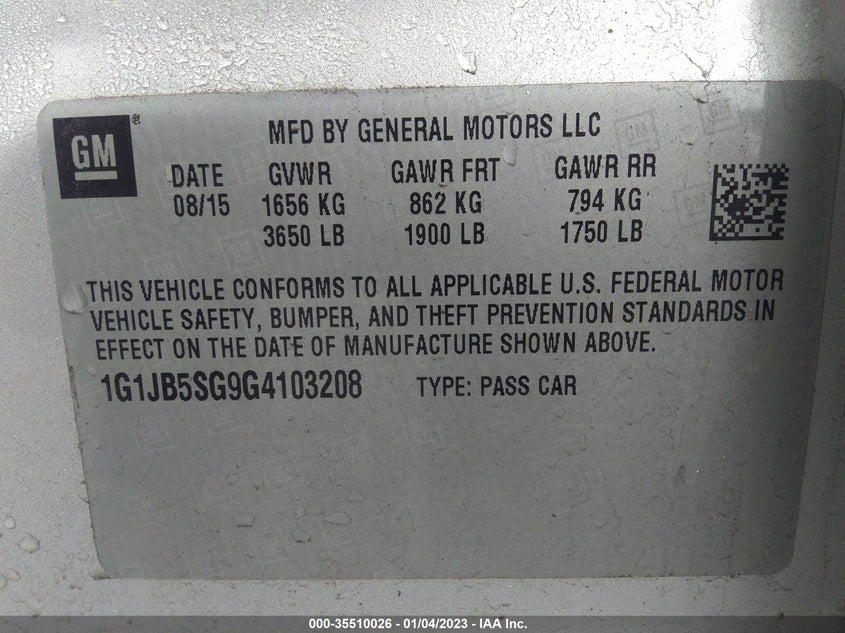 GM®
MFD BY GENERAL MOTORS LLC
DATE GVWR GAWR FRT GAWR RR
08/15 1656 KG 862 KG 794 KG
3650 LB 1900 LB 1750 LB
THIS VEHICLE CONFORMS TO ALL APPLICABLE U.S. FEDERAL MOTOR
VEHICLE SAFETY, BUMPER, AND THEFT PREVENTION STANDARDS IN
EFFECT ON THE DATE OF MANUFACTURE SHOWN ABOVE.
1G1JB5SG9G4103208 TYPE: PASS CAR
000-35510026 - 01/04/2023 - IAA Inc.